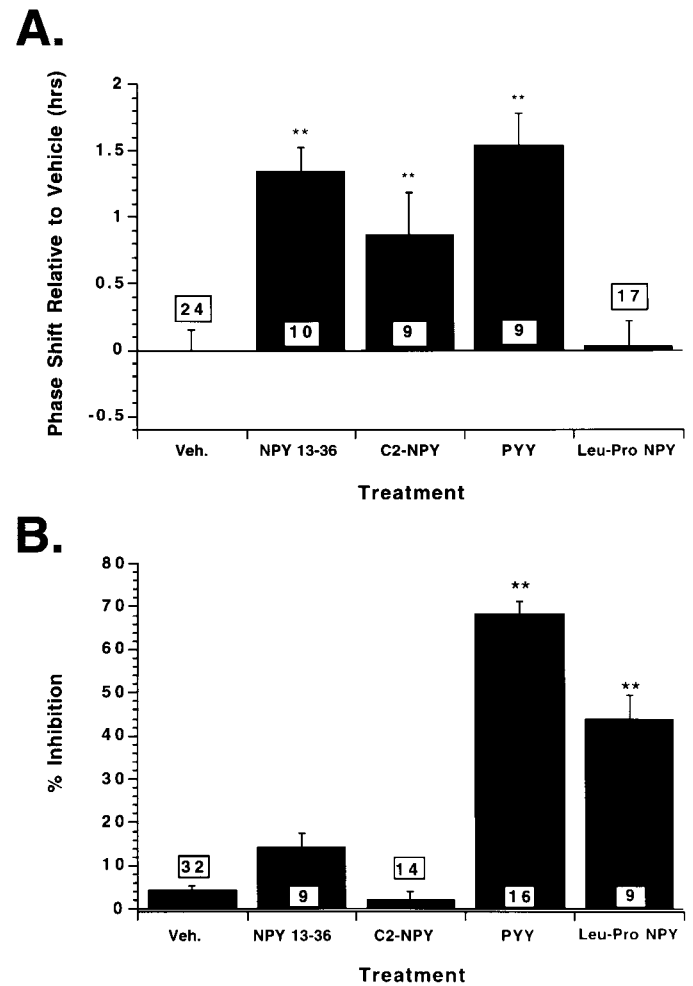 A.
Phase Shift Relative to Vehicle (hrs)
2
1.5
1
0.5
0
-0.5
**
**
**
24
10
9
9
17
Veh.
NPY 13-36
C2-NPY
PYY
Leu-Pro NPY
Treatment
B.
% Inhibition
80
70
60
50
40
30
20
10
0
**
**
32
9
14
16
9
Veh.
NPY 13-36
C2-NPY
PYY
Leu-Pro NPY
Treatment